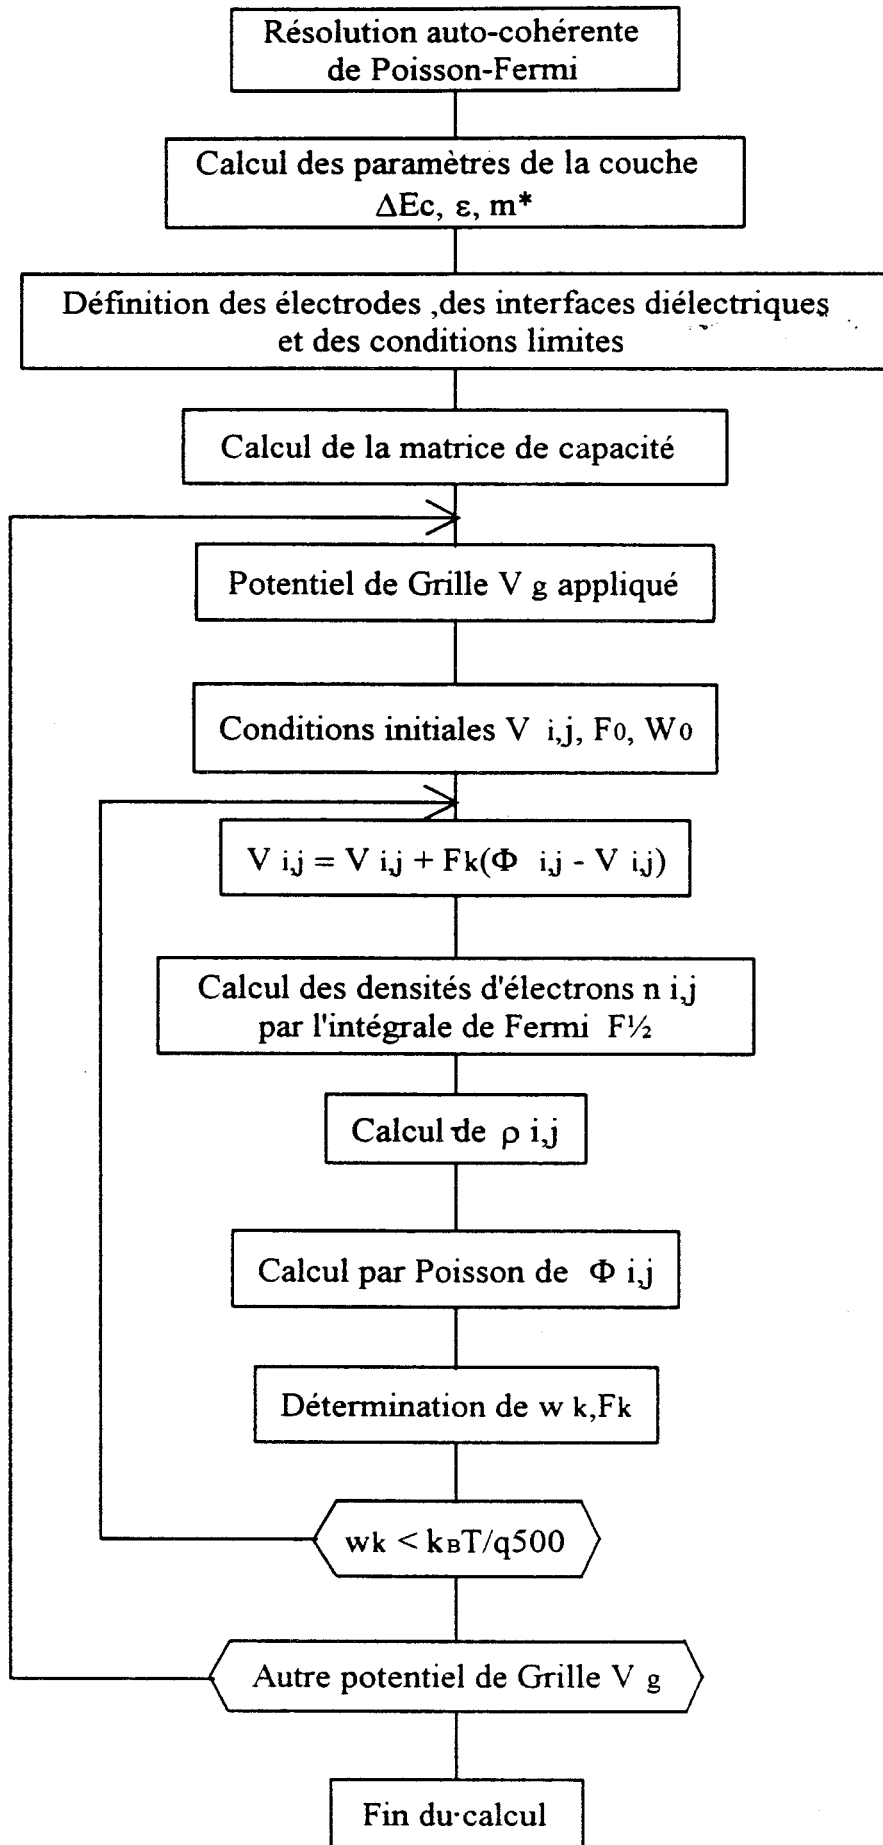 Résolution auto-cohérente
de Poisson-Fermi
Calcul des paramètres de la couche
ΔEc, ε, m*
Définition des électrodes ,des interfaces diélectriques
et des conditions limites
Calcul de la matrice de capacité
Potentiel de Grille V g appliqué
Conditions initiales V i,j, F0, W0
V i,j = V i,j + Fk(Φ i,j - V i,j)
Calcul des densités d'électrons n i,j
par l'intégrale de Fermi F½
Calcul de ρ i,j
Calcul par Poisson de Φ i,j
Détermination de w k,Fk
wk < kBT/q500
Autre potentiel de Grille V g
Fin du calcul